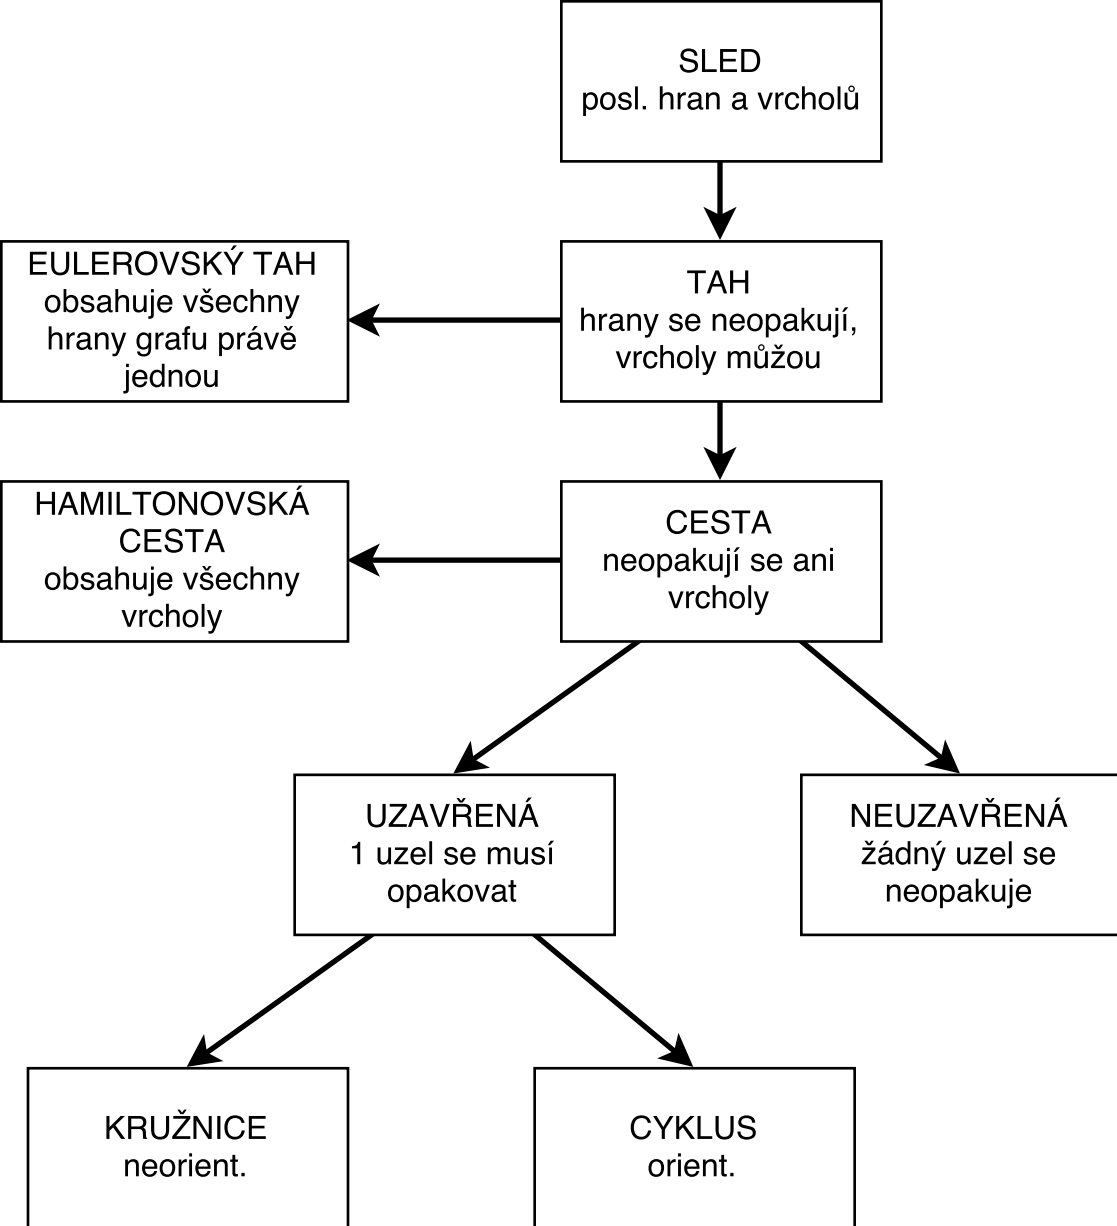 SLED
posl. hran a vrcholů
EULEROVSKÝ TAH
obsahuje všechny
hrany grafu právě
jednou
TAH
hrany se neopakují,
vrcholy můžou
HAMILTONOVSKÁ
CESTA
obsahuje všechny
vrcholy
CESTA
neopakují se ani
vrcholy
UZAVŘENÁ
1 uzel se musí
opakovat
NEUZAVŘENÁ
žádný uzel se
neopakuje
KRUŽNICE
neorient.
CYKLUS
orient.